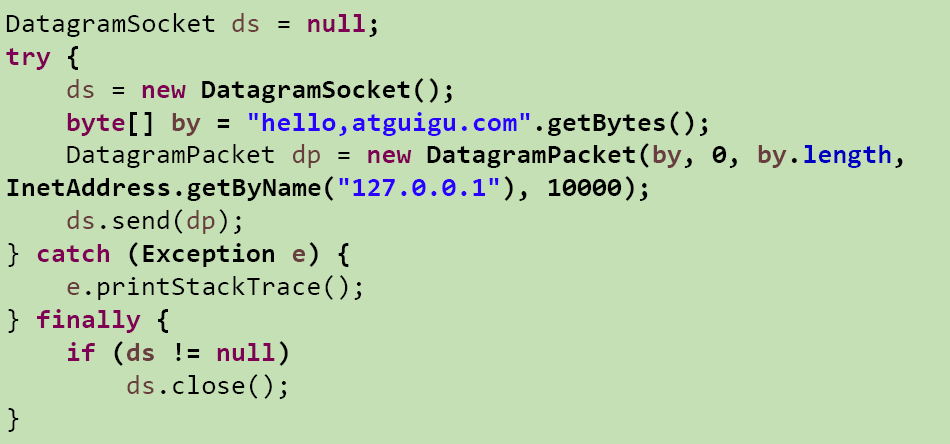 DatagramSocket ds = null;
try {
    ds = new DatagramSocket();
    byte[] by = "hello,atguigu.com".getBytes();
    DatagramPacket dp = new DatagramPacket(by, 0, by.length,
InetAddress.getByName("127.0.0.1"), 10000);
    ds.send(dp);
} catch (Exception e) {
    e.printStackTrace();
} finally {
    if (ds != null)
        ds.close();
}